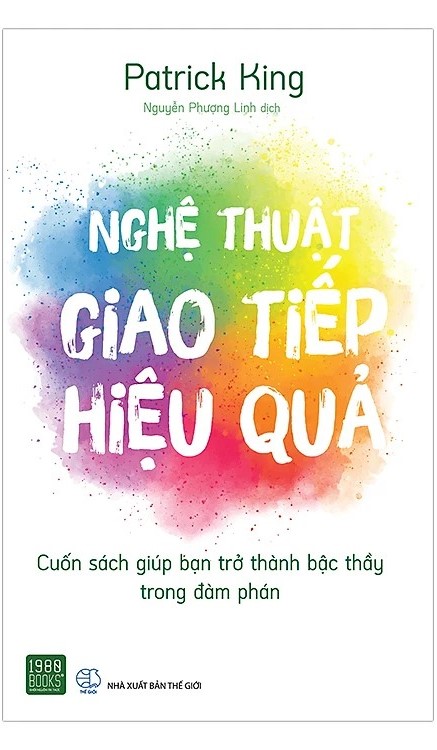 Patrick King
Nguyễn Phượng Linh dịch
NGHỆ THUẬT
GIAO TIẾP
HIỆU QUẢ
Cuốn sách giúp bạn trở thành bậc thầy
trong đàm phán
1980
BOOKS
THẾ GIỚI
NHÀ XUẤT BẢN THẾ GIỚI